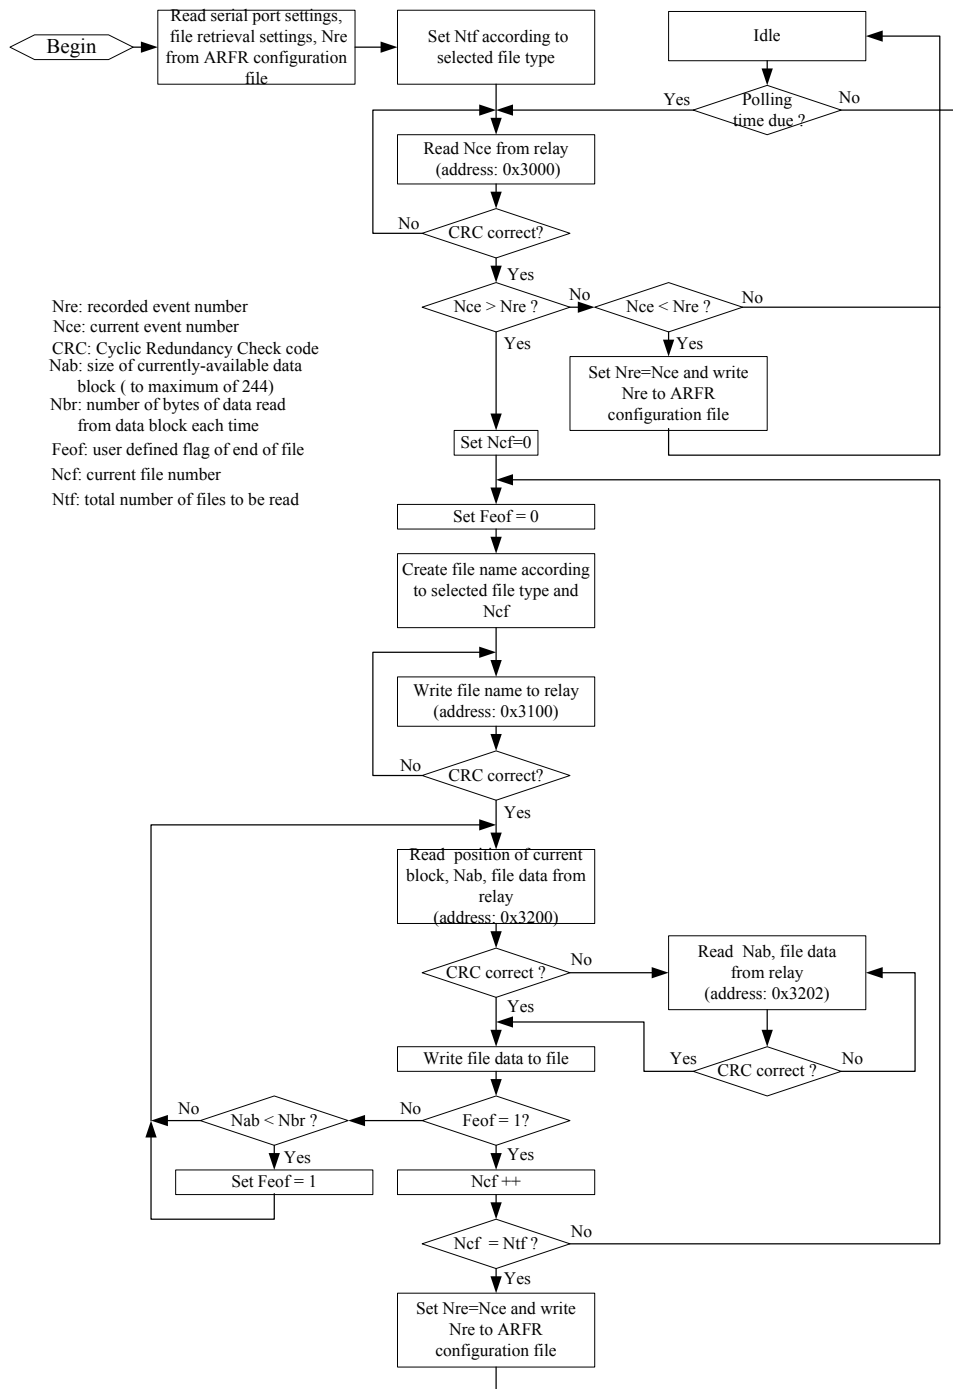 Begin
Read serial port settings,
file retrieval settings, Nre
from ARFR configuration
file
Set Ntf according to
selected file type
Idle
Polling
time due ?
Yes
No
Read Nce from relay
(address: 0x3000)
No
CRC correct?
Yes
Nce > Nre ?
No
Nce < Nre ?
No
Yes
Yes
Set Nre=Nce and write
Nre to ARFR
configuration file
Nre: recorded event number
Nce: current event number
CRC: Cyclic Redundancy Check code
Nab: size of currently-available data
block ( to maximum of 244)
Nbr: number of bytes of data read
from data block each time
Feof: user defined flag of end of file
Ncf: current file number
Ntf: total number of files to be read
Set Ncf=0
Set Feof = 0
Create file name according
to selected file type and
Ncf
Write file name to relay
(address: 0x3100)
No
CRC correct?
Yes
Read  position of current
block, Nab, file data from
relay
(address: 0x3200)
CRC correct ?
No
Yes
Read  Nab, file data
from relay
(address: 0x3202)
Yes
CRC correct ?
No
Write file data to file
No
Nab < Nbr ?
No
Feof = 1?
Yes
Yes
Set Feof = 1
Ncf ++
Ncf  = Ntf ?
No
Yes
Set Nre=Nce and write
Nre to ARFR
configuration file